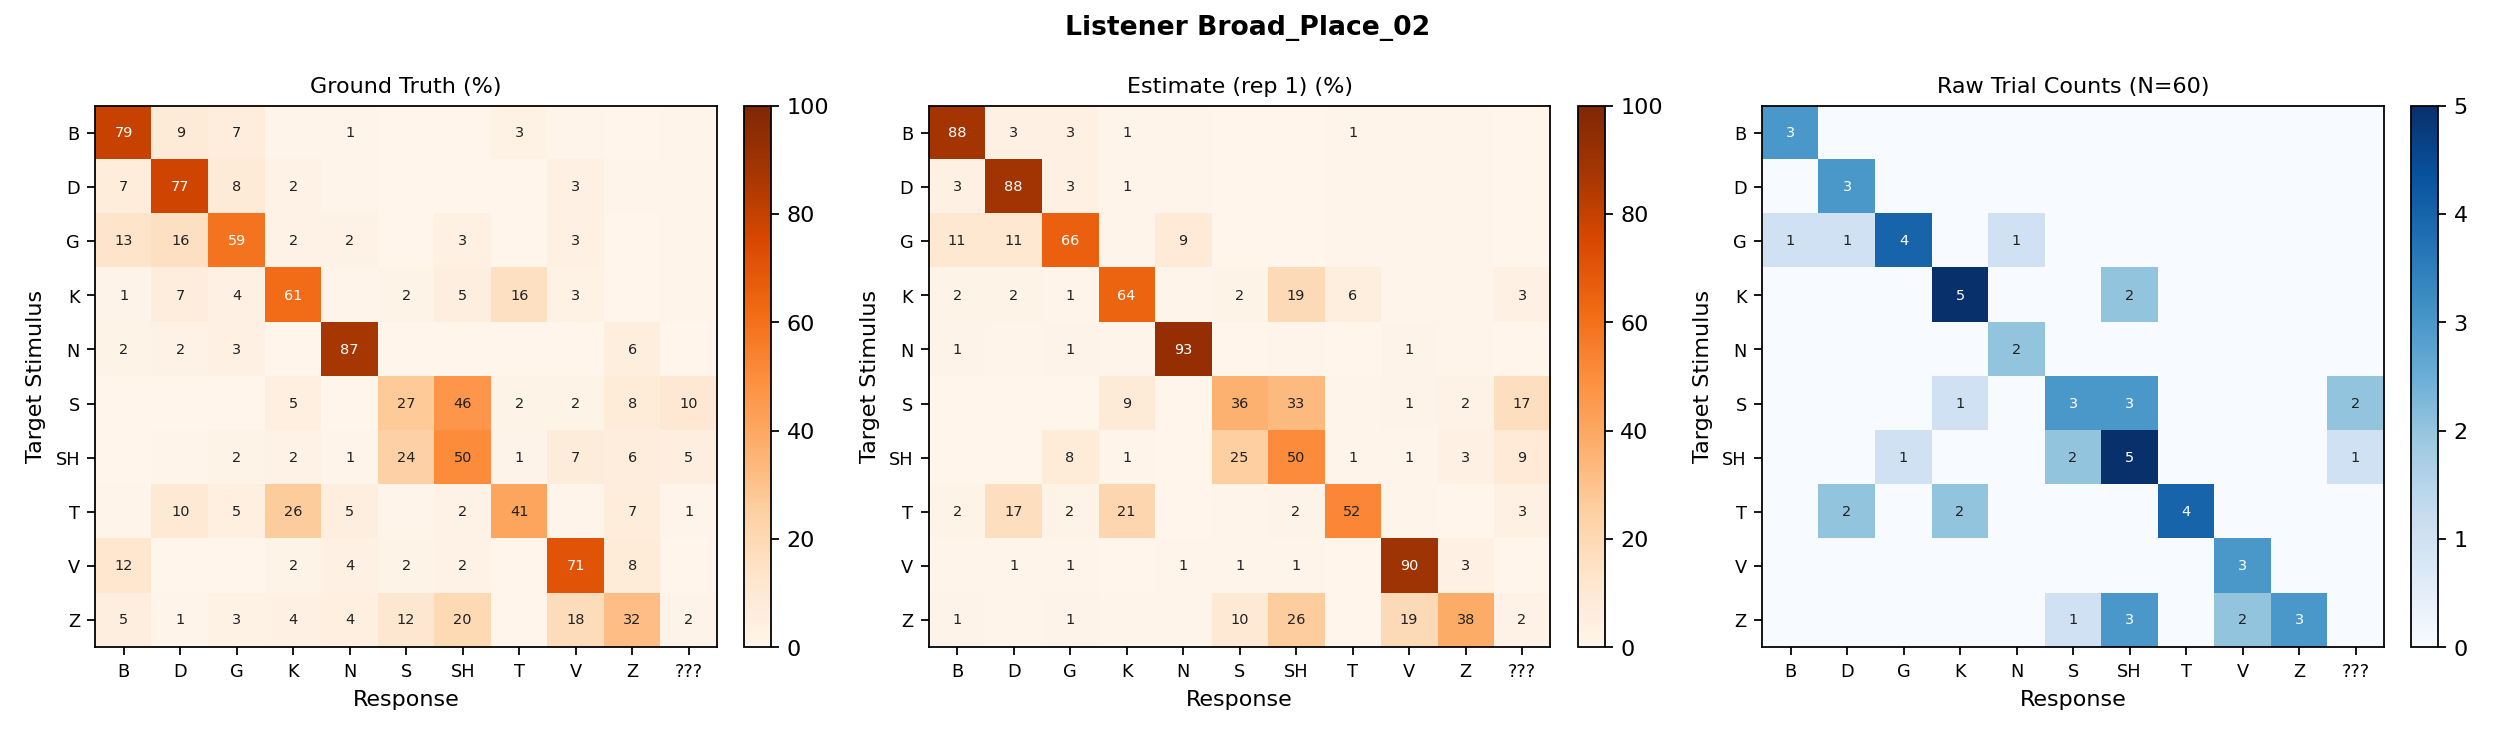 Listener Broad_Place_02
Ground Truth (%)
Target Stimulus
B 79 9 7 1 3
D 7 77 8 2 3
G 13 16 59 2 2 3 3
K 1 7 4 61 2 5 16 3
N 2 2 3 87 6
S 5 27 46 2 2 8 10
SH 2 2 1 24 50 1 7 6 5
T 10 5 26 5 2 41 7 1
V 12 2 4 2 2 71 8
Z 5 1 3 4 4 12 20 18 32 2
B D G K N S SH T V Z ???
Response
100
80
60
40
20
0
Estimate (rep 1) (%)
Target Stimulus
B 88 3 3 1 1
D 3 88 3 1
G 11 11 66 9
K 2 2 1 64 2 19 6 3
N 1 1 93 1
S 9 36 33 1 2 17
SH 8 1 25 50 1 1 3 9
T 2 17 2 21 2 52 3
V 1 1 1 1 1 90 3
Z 1 1 10 26 19 38 2
B D G K N S SH T V Z ???
Response
100
80
60
40
20
0
Raw Trial Counts (N=60)
Target Stimulus
B 3
D 3
G 1 1 4 1
K 5 2
N 2
S 1 3 3 2
SH 1 2 5 1
T 2 2 4
V 3
Z 1 3 2 3
B D G K N S SH T V Z ???
Response
5
4
3
2
1
0